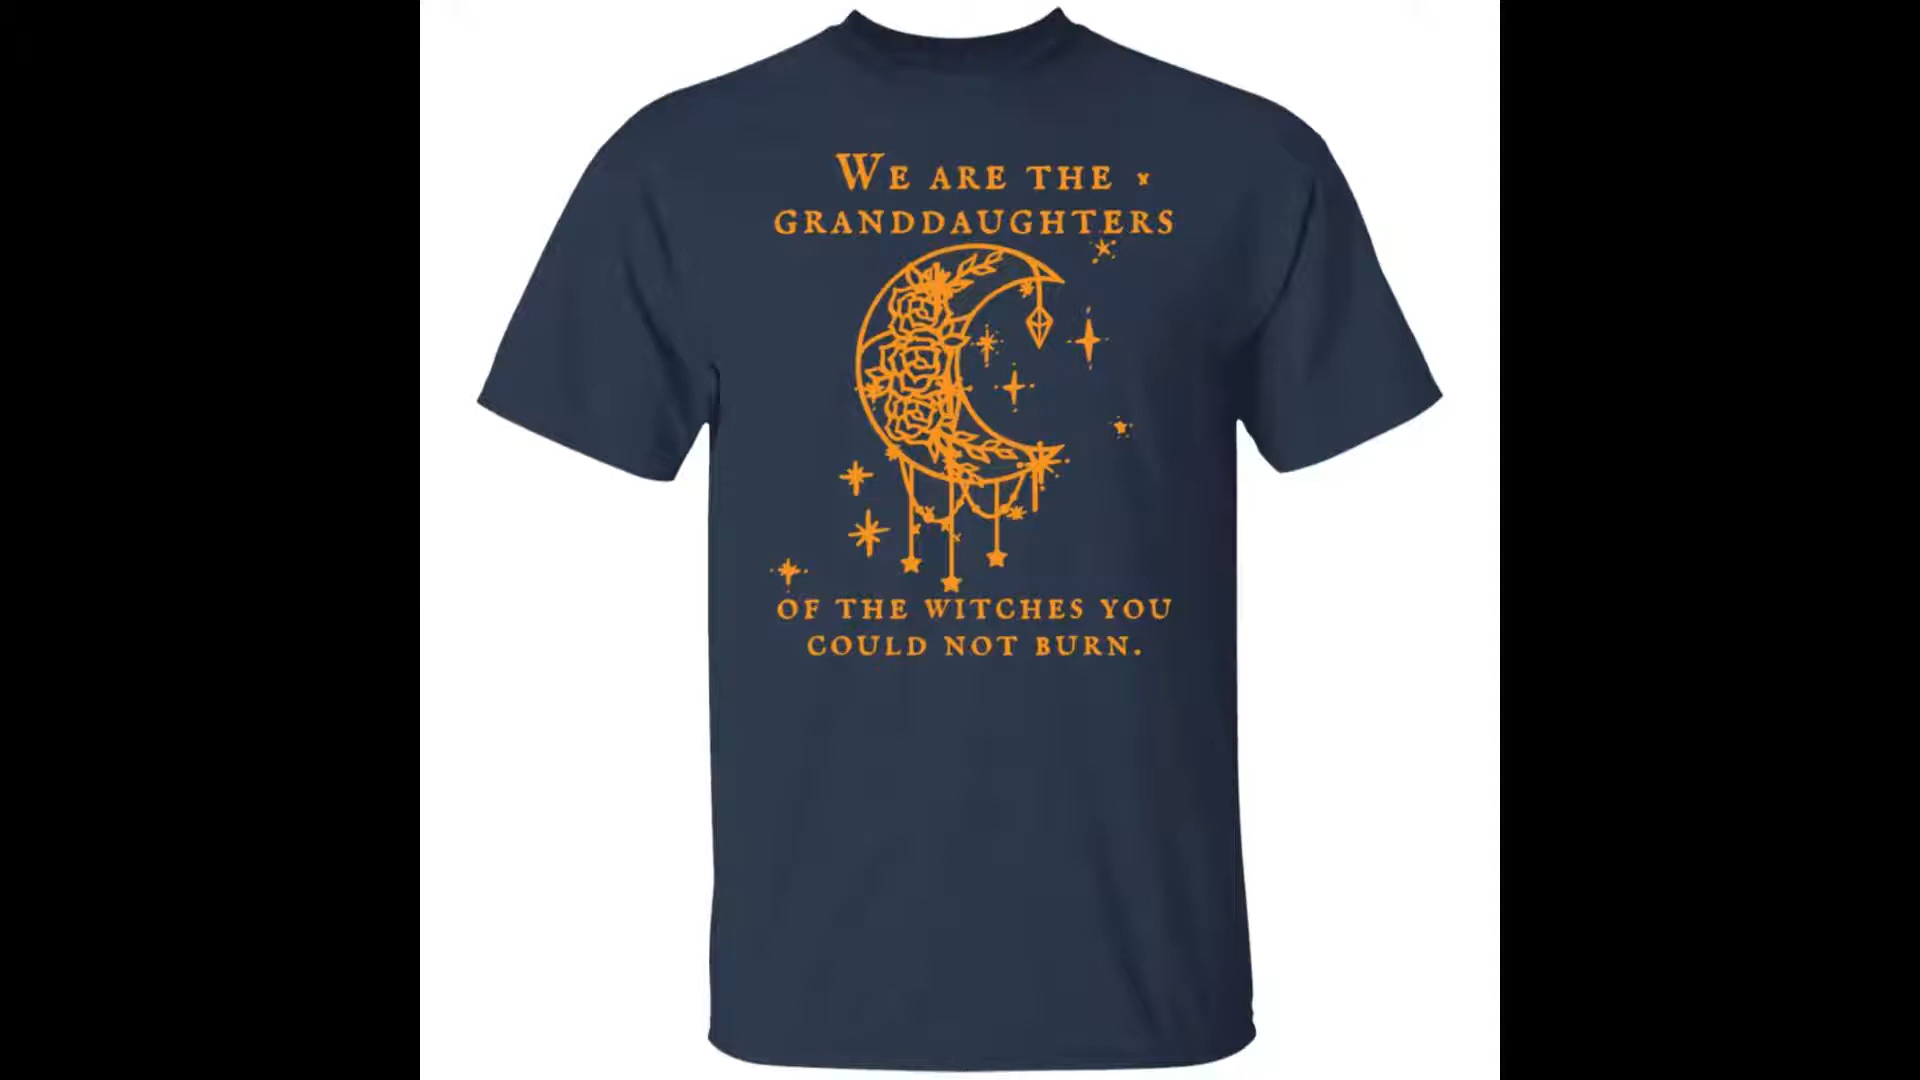 We are the
granddaughters
of the witches you
could not burn.